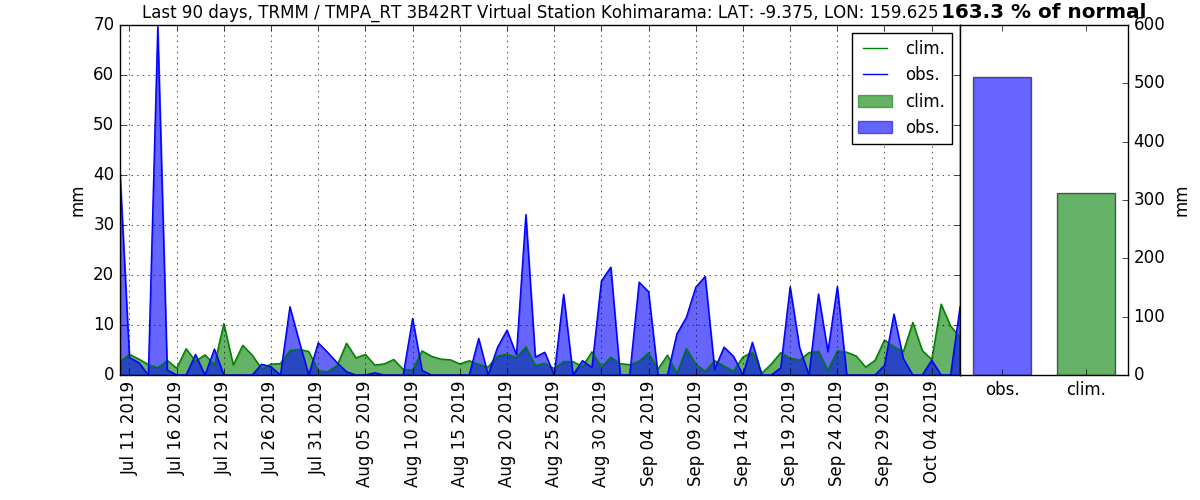 Last 90 days, TRMM / TMPA_RT 3B42RT Virtual Station Kohimarama: LAT: -9.375, LON: 159.625 163.3 % of normal
70
60
50
40
30
20
10
0
mm
clim.
obs.
clim.
obs.
600
500
400
300
200
100
0
mm
Jul 11 2019
Jul 16 2019
Jul 21 2019
Jul 26 2019
Jul 31 2019
Aug 05 2019
Aug 10 2019
Aug 15 2019
Aug 20 2019
Aug 25 2019
Aug 30 2019
Sep 04 2019
Sep 09 2019
Sep 14 2019
Sep 19 2019
Sep 24 2019
Sep 29 2019
Oct 04 2019
obs. clim.